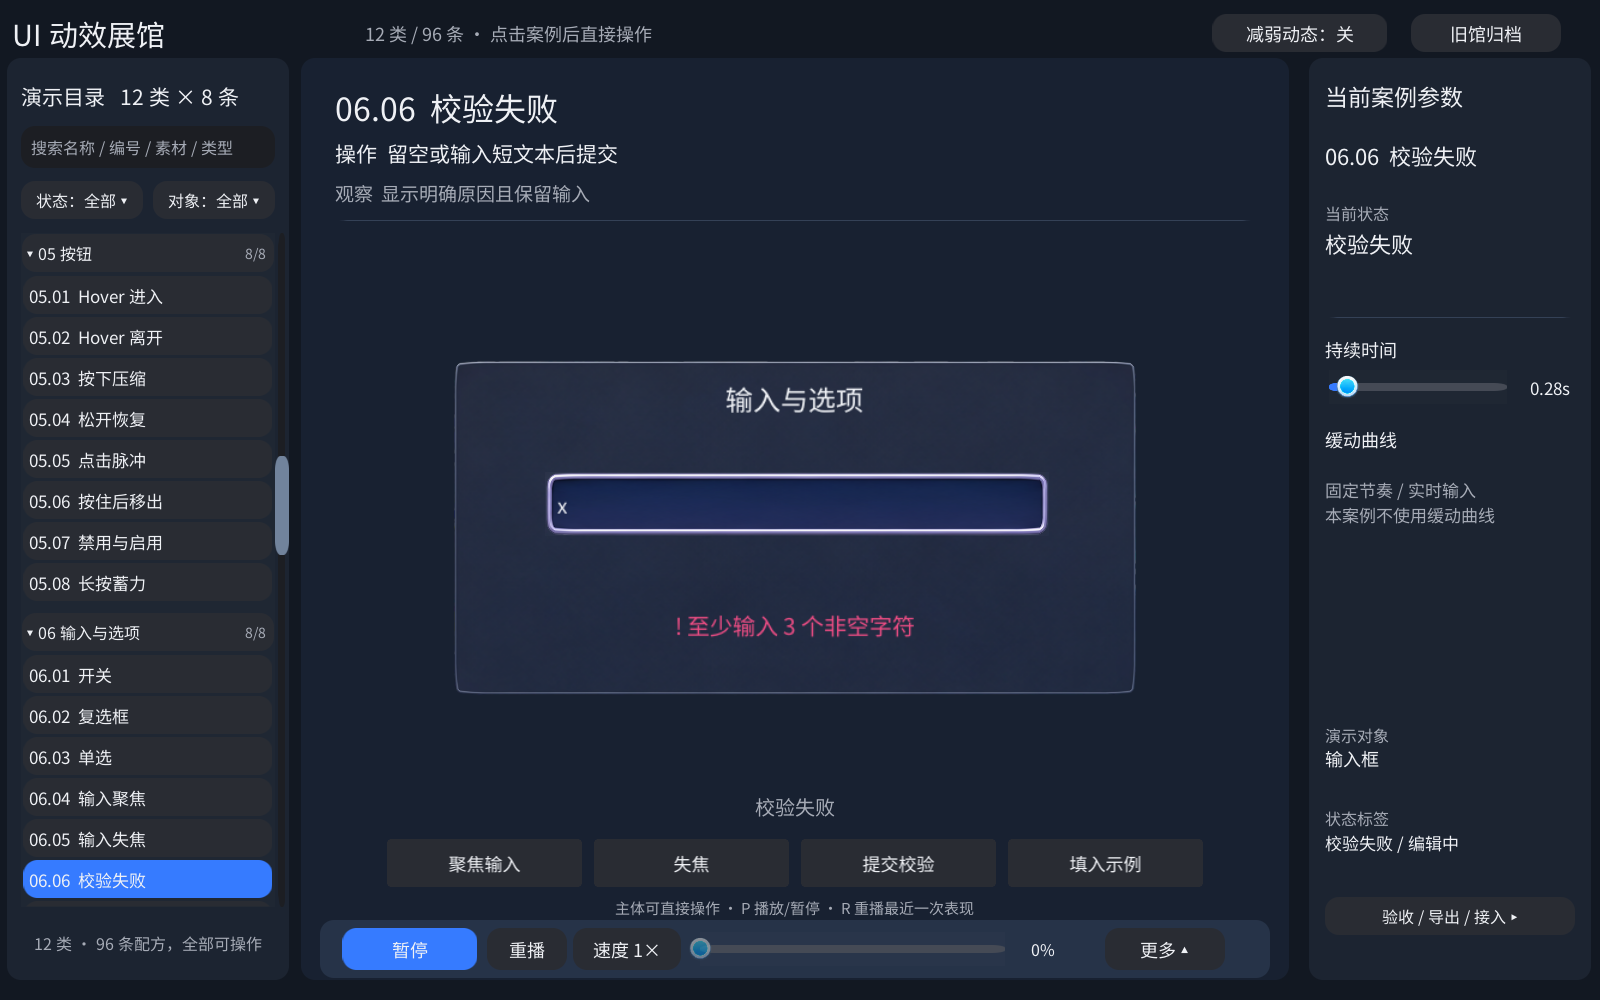 UI 动效展馆
12 类 / 96 条 · 点击案例后直接操作
减弱动态：关
旧馆归档
演示目录 12 类 × 8 条
搜索名称 / 编号 / 素材 / 类型
状态：全部 ▾
对象：全部 ▾
▾ 05 按钮 8/8
05.01 Hover 进入
05.02 Hover 离开
05.03 按下压缩
05.04 松开恢复
05.05 点击脉冲
05.06 按住后移出
05.07 禁用与启用
05.08 长按蓄力
▾ 06 输入与选项 8/8
06.01 开关
06.02 复选框
06.03 单选
06.04 输入聚焦
06.05 输入失焦
06.06 校验失败
12 类 · 96 条配方，全部可操作
06.06 校验失败
操作 留空或输入短文本后提交
观察 显示明确原因且保留输入
输入与选项
x
! 至少输入 3 个非空字符
校验失败
聚焦输入
失焦
提交校验
填入示例
主体可直接操作 · P 播放/暂停 · R 重播最近一次表现
暂停
重播
速度 1×
0%
更多 ▴
当前案例参数
06.06 校验失败
当前状态
校验失败
持续时间
0.28s
缓动曲线
固定节奏 / 实时输入
本案例不使用缓动曲线
演示对象
输入框
状态标签
校验失败 / 编辑中
验收 / 导出 / 接入 ▸